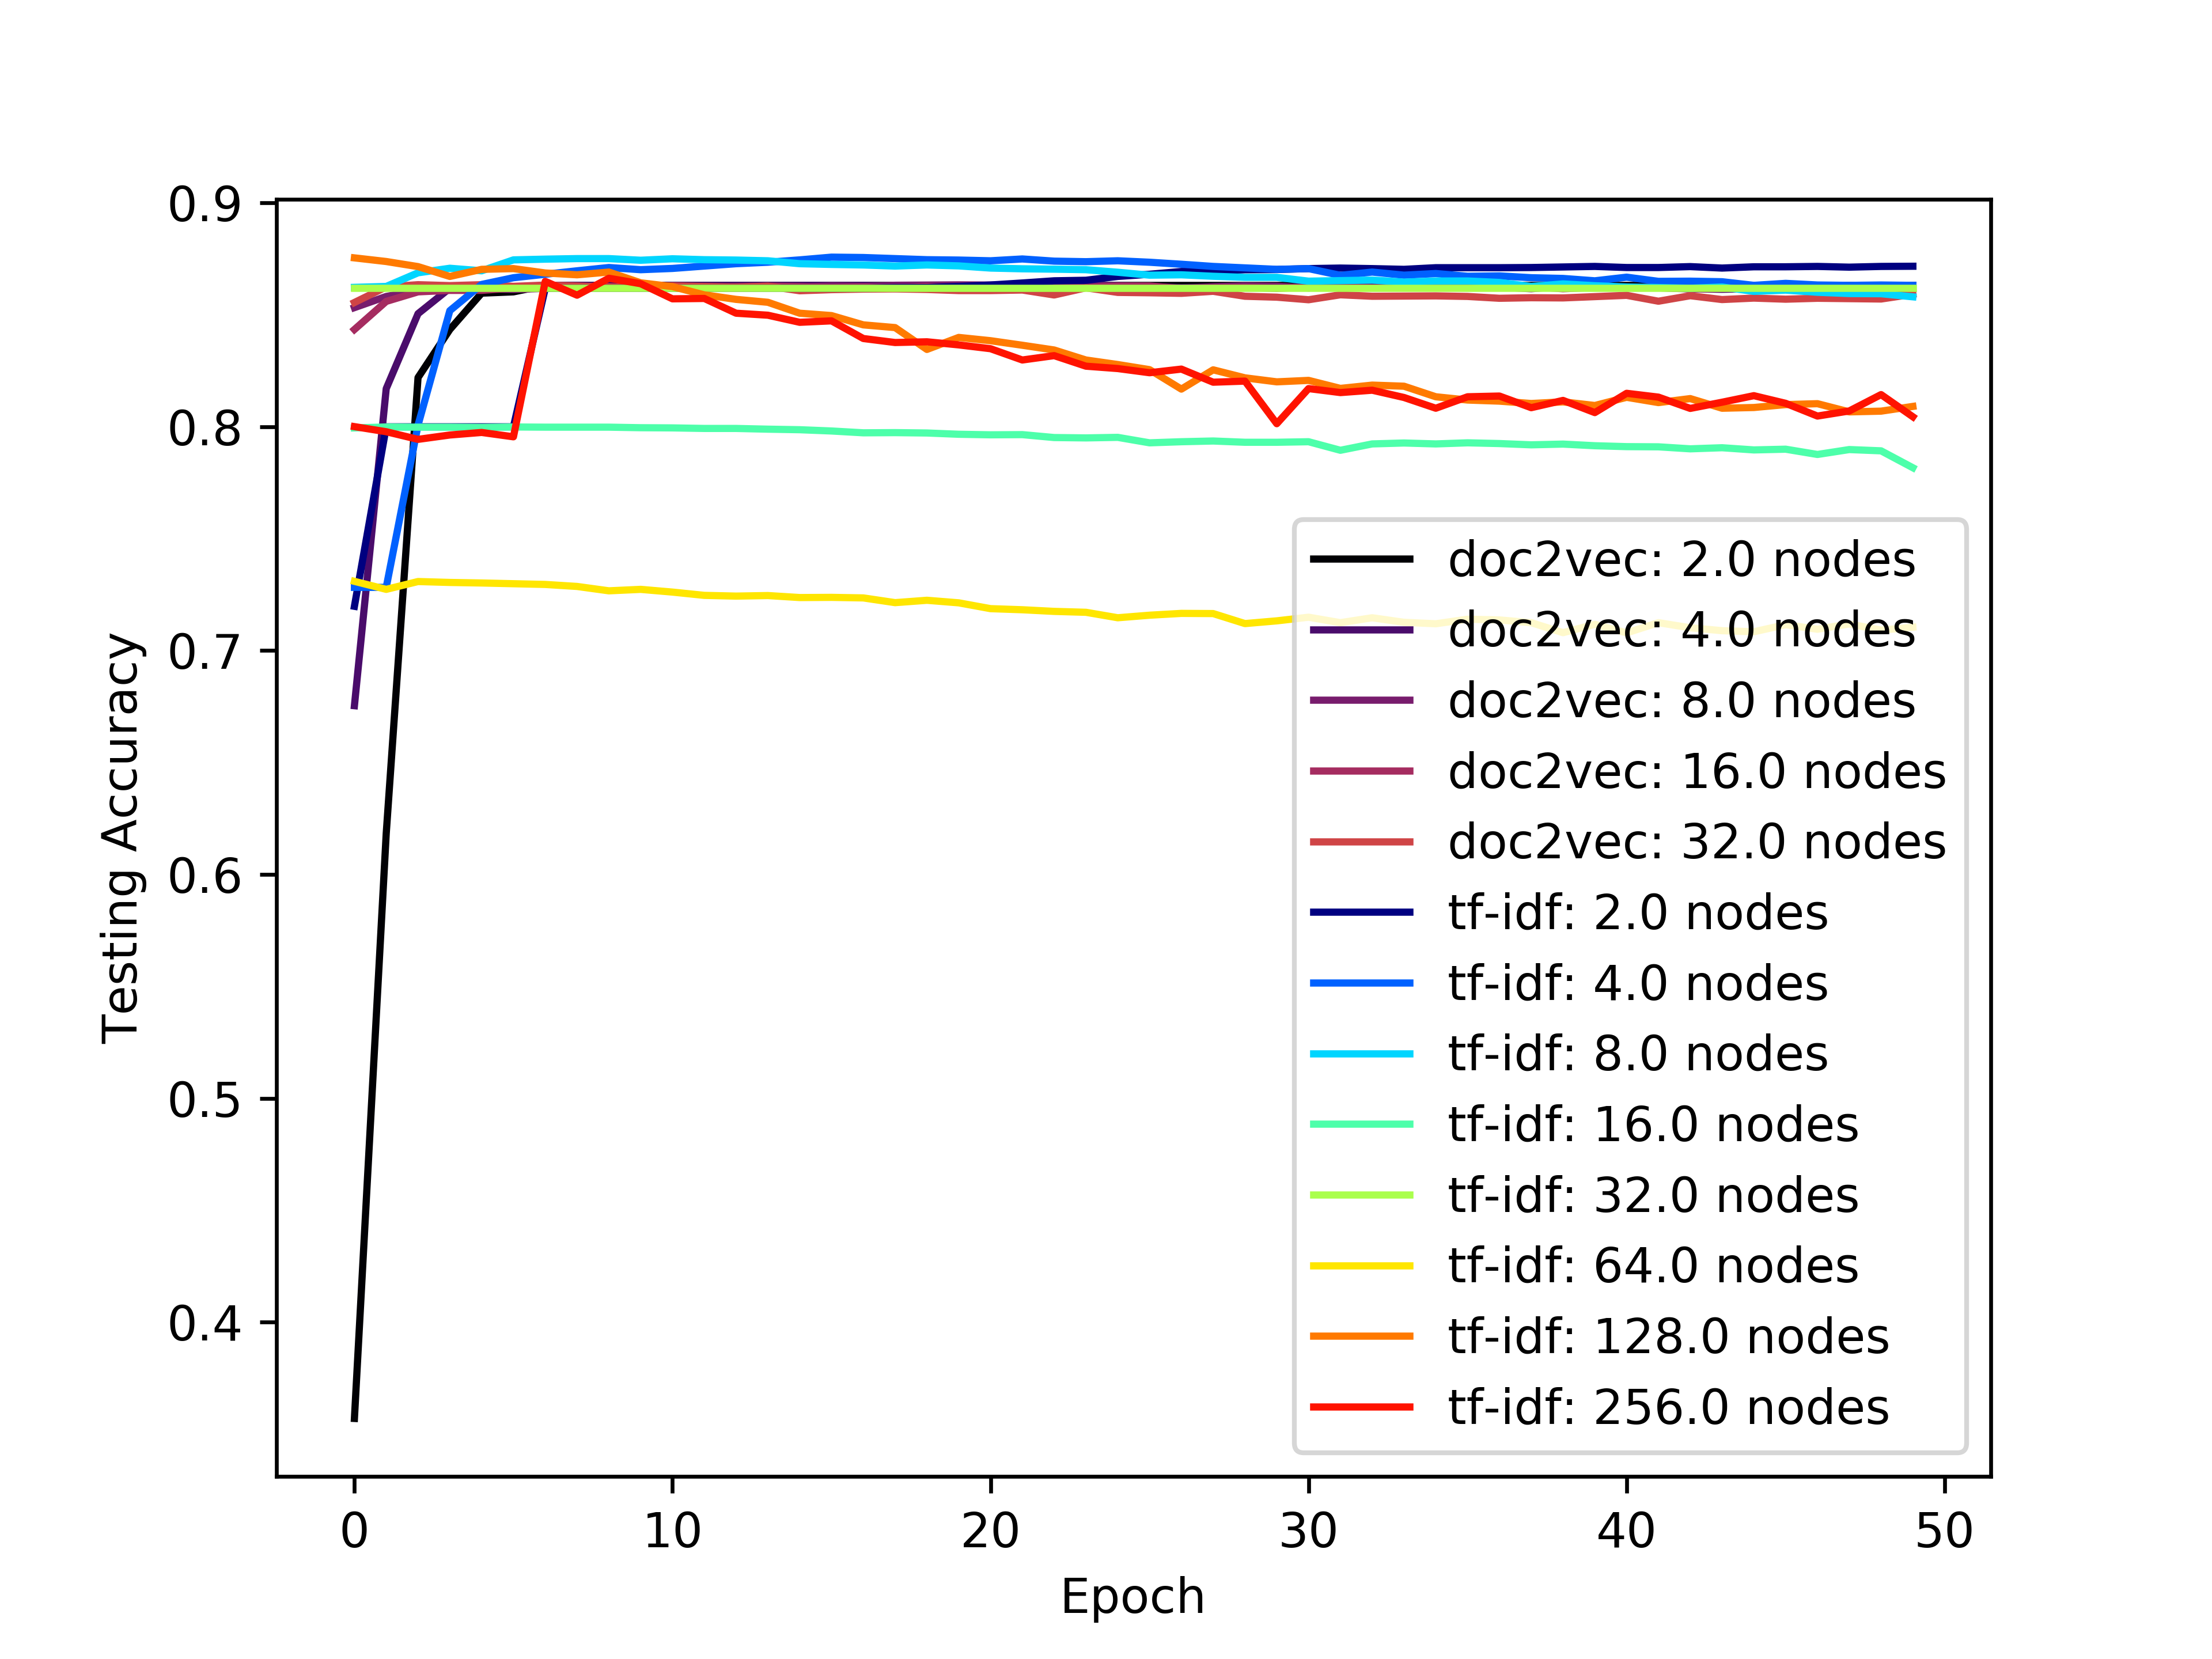 0.9
0.8
0.7
0.6
0.5
0.4
Testing Accuracy
0
10
20
30
40
50
Epoch
doc2vec: 2.0 nodes
doc2vec: 4.0 nodes
doc2vec: 8.0 nodes
doc2vec: 16.0 nodes
doc2vec: 32.0 nodes
tf-idf: 2.0 nodes
tf-idf: 4.0 nodes
tf-idf: 8.0 nodes
tf-idf: 16.0 nodes
tf-idf: 32.0 nodes
tf-idf: 64.0 nodes
tf-idf: 128.0 nodes
tf-idf: 256.0 nodes